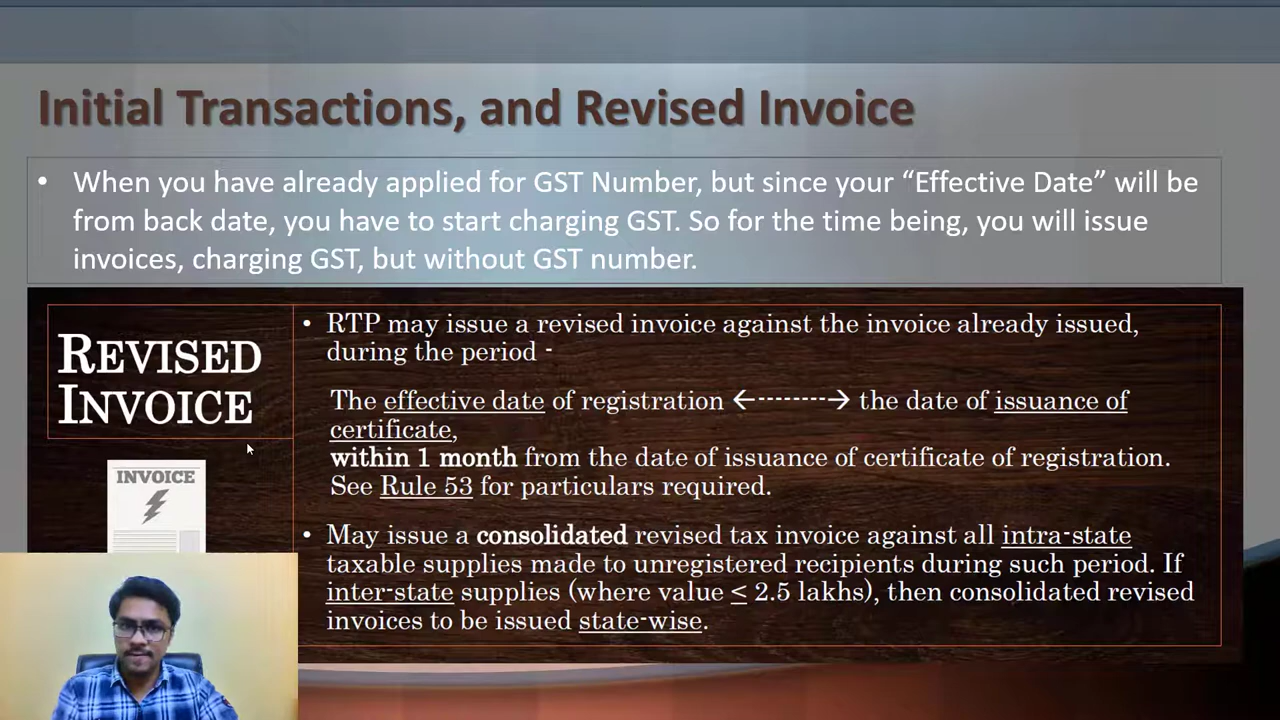 Initial Transactions, and Revised Invoice
• When you have already applied for GST Number, but since your “Effective Date” will be
from back date, you have to start charging GST. So for the time being, you will issue
invoices, charging GST, but without GST number.
REVISED
INVOICE
INVOICE
• RTP may issue a revised invoice against the invoice already issued,
during the period -
The effective date of registration ←--------→ the date of issuance of
certificate,
within 1 month from the date of issuance of certificate of registration.
See Rule 53 for particulars required.
• May issue a consolidated revised tax invoice against all intra-state
taxable supplies made to unregistered recipients during such period. If
inter-state supplies (where value ≤ 2.5 lakhs), then consolidated revised
invoices to be issued state-wise.